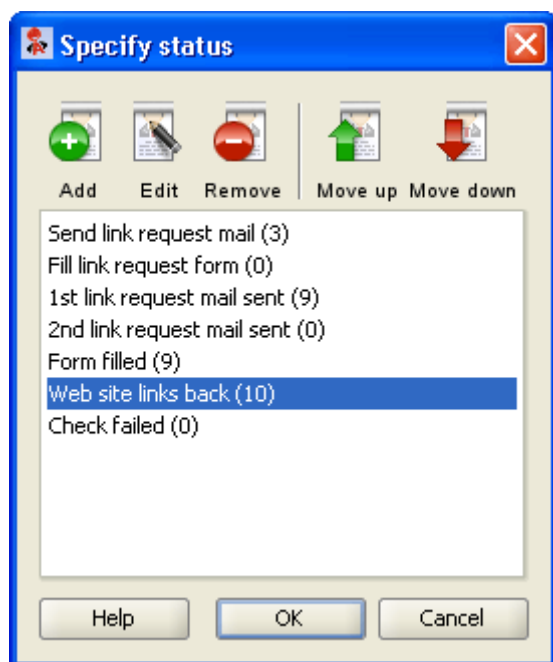 Specify status
Add Edit Remove Move up Move down
Send link request mail (3)
Fill link request form (0)
1st link request mail sent (9)
2nd link request mail sent (0)
Form filled (9)
Web site links back (10)
Check failed (0)
Help OK Cancel